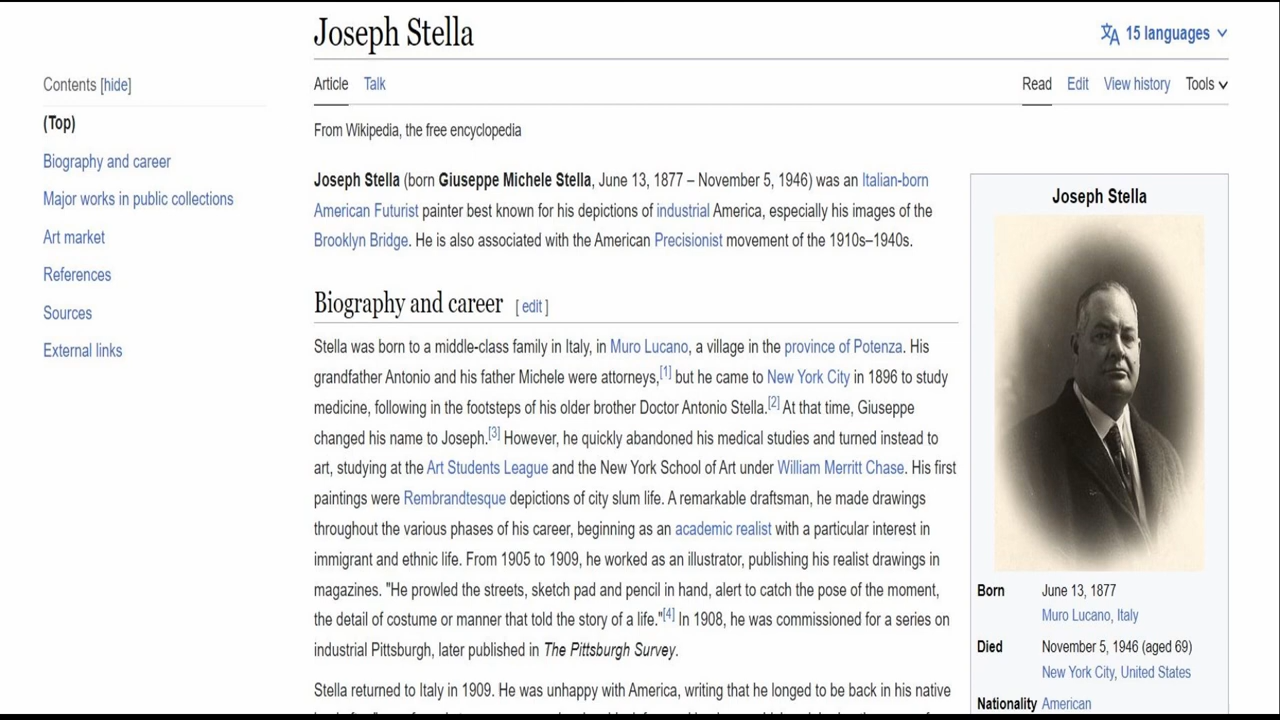 Joseph Stella
15 languages
Contents [hide]
(Top)
Biography and career
Major works in public collections
Art market
References
Sources
External links
Article Talk
Read Edit View history Tools
From Wikipedia, the free encyclopedia
Joseph Stella (born Giuseppe Michele Stella, June 13, 1877 – November 5, 1946) was an Italian-born
American Futurist painter best known for his depictions of industrial America, especially his images of the
Brooklyn Bridge. He is also associated with the American Precisionist movement of the 1910s–1940s.
Biography and career [ edit ]
Stella was born to a middle-class family in Italy, in Muro Lucano, a village in the province of Potenza. His
grandfather Antonio and his father Michele were attorneys,[1] but he came to New York City in 1896 to study
medicine, following in the footsteps of his older brother Doctor Antonio Stella.[2] At that time, Giuseppe
changed his name to Joseph.[3] However, he quickly abandoned his medical studies and turned instead to
art, studying at the Art Students League and the New York School of Art under William Merritt Chase. His first
paintings were Rembrandtesque depictions of city slum life. A remarkable draftsman, he made drawings
throughout the various phases of his career, beginning as an academic realist with a particular interest in
immigrant and ethnic life. From 1905 to 1909, he worked as an illustrator, publishing his realist drawings in
magazines. "He prowled the streets, sketch pad and pencil in hand, alert to catch the pose of the moment,
the detail of costume or manner that told the story of a life."[4] In 1908, he was commissioned for a series on
industrial Pittsburgh, later published in The Pittsburgh Survey.
Stella returned to Italy in 1909. He was unhappy with America, writing that he longed to be back in his native
Joseph Stella
Born June 13, 1877
Muro Lucano, Italy
Died November 5, 1946 (aged 69)
New York City, United States
Nationality American